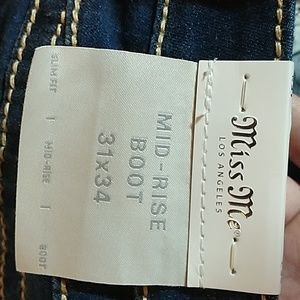 Miss Me
LOS ANGELES
MID-RISE
BOOT
31X34
SLIM FIT | MID-RISE | BOOT